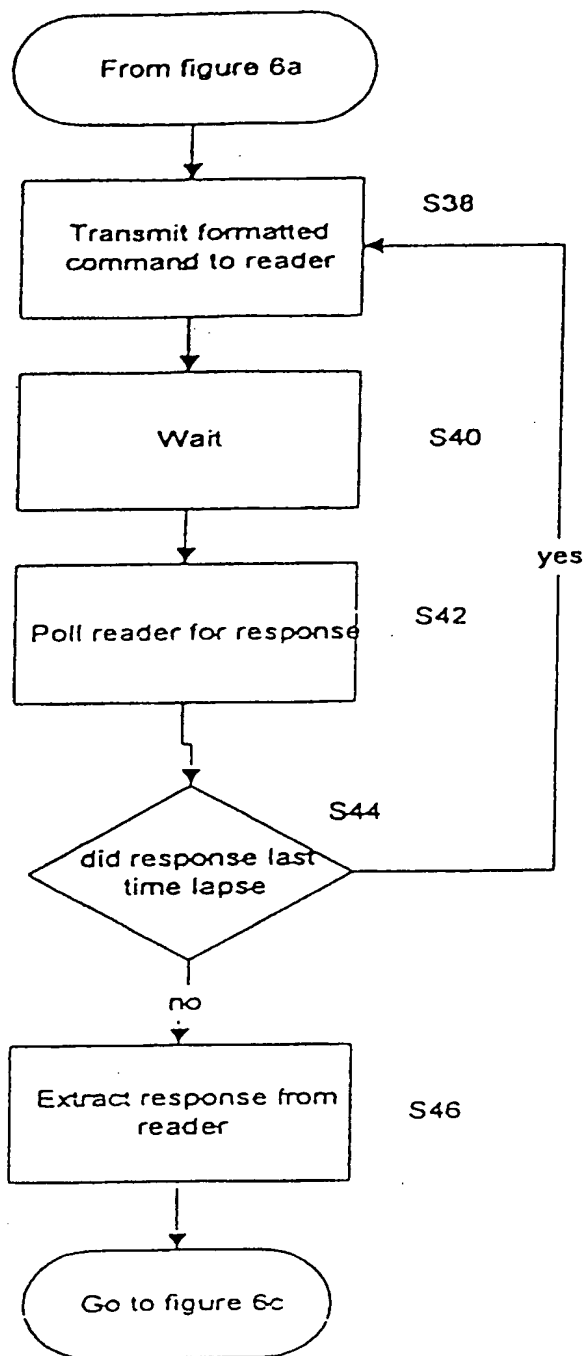 From figure 6a
S38
Transmit formatted
command to reader
Wait
S40
yes
Poll reader for response
S42
S44
did response last
time lapse
no
Extract response from
reader
S46
Go to figure 6c